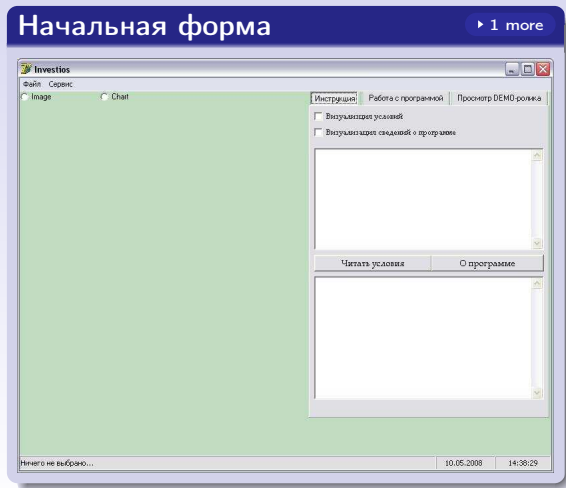 Начальная форма
1 more
Investios
Файл Сервис
Image Chart
Инструкция Работа с программой Просмотр DEMO-ролика
Визуализация условий
Визуализация сведений о программе
Читать условия О программе
Ничего не выбрано... 10.05.2008 14:38:29